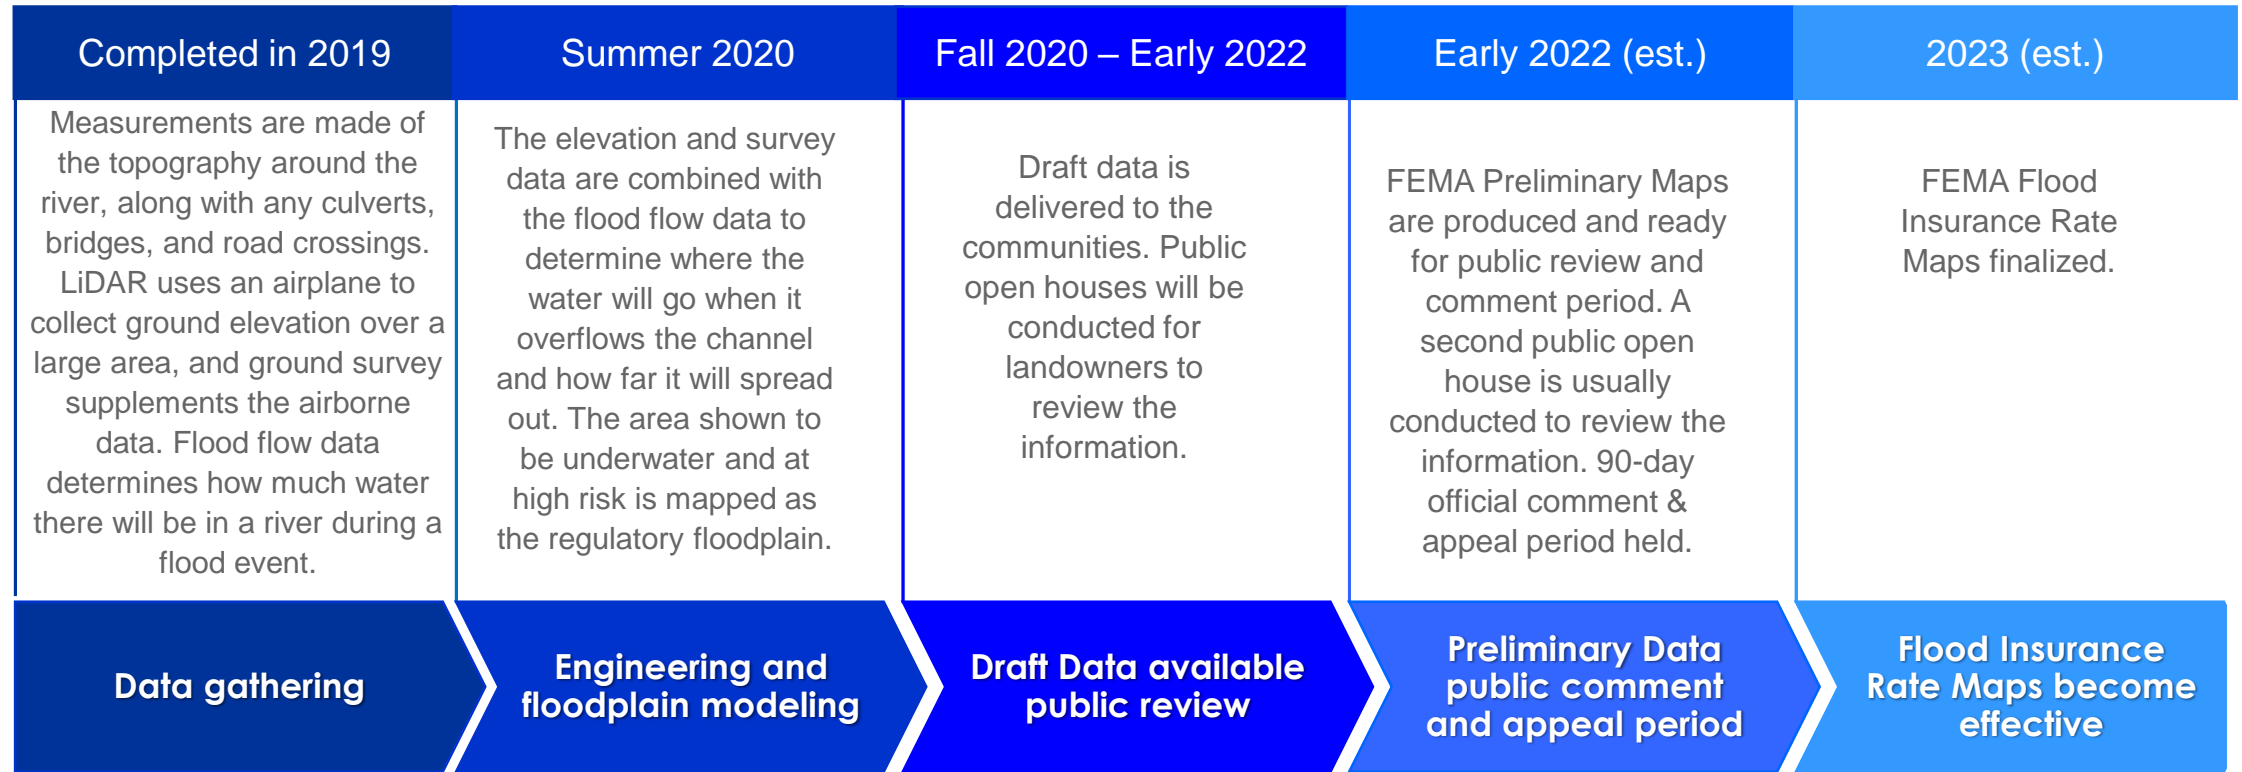 Completed in 2019
Measurements are made of
the topography around the
river, along with any culverts,
bridges, and road crossings.
LiDAR uses an airplane to
collect ground elevation over a
large area, and ground survey
supplements the airborne
data. Flood flow data
determines how much water
there will be in a river during a
flood event.
Data gathering
Summer 2020
The elevation and survey
data are combined with
the flood flow data to
determine where the
water will go when it
overflows the channel
and how far it will spread
out. The area shown to
be underwater and at
high risk is mapped as
the regulatory floodplain.
Engineering and
floodplain modeling
Fall 2020 – Early 2022
Draft data is
delivered to the
communities. Public
open houses will be
conducted for
landowners to
review the
information.
Draft Data available
public review
Early 2022 (est.)
FEMA Preliminary Maps
are produced and ready
for public review and
comment period. A
second public open
house is usually
conducted to review the
information. 90-day
official comment &
appeal period held.
Preliminary Data
public comment
and appeal period
2023 (est.)
FEMA Flood
Insurance Rate
Maps finalized.
Flood Insurance
Rate Maps become
effective